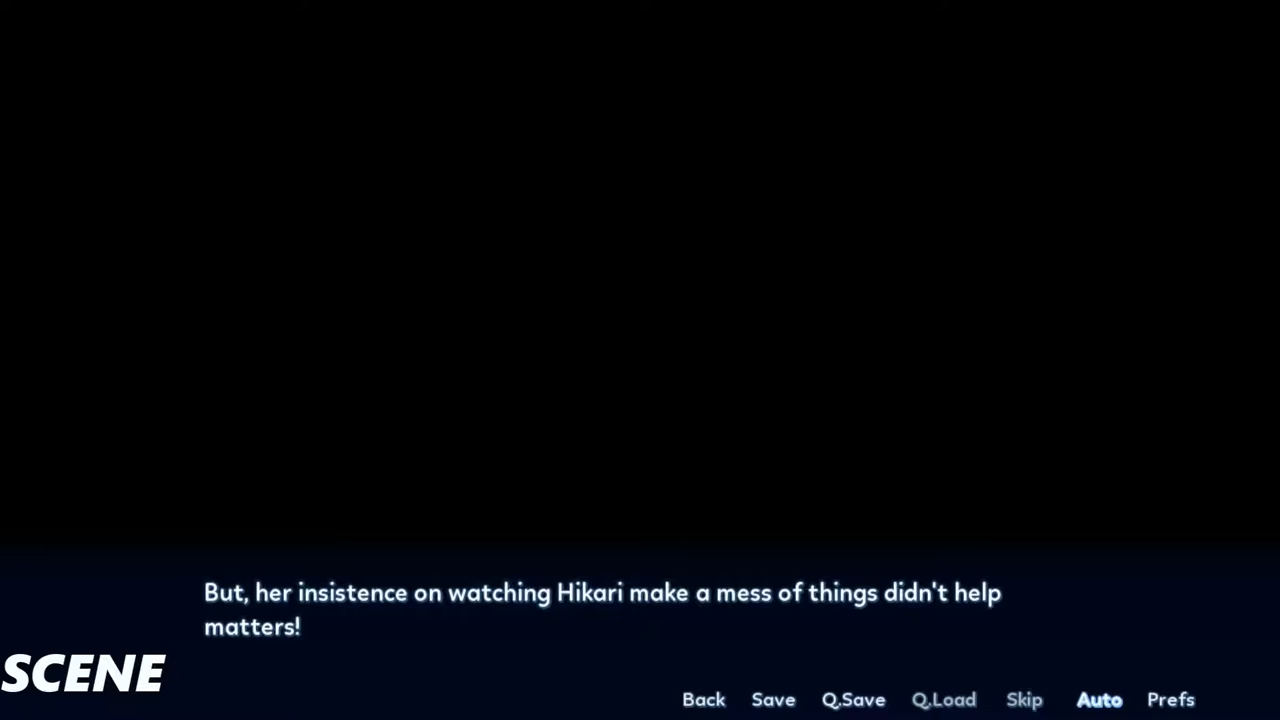 But, her insistence on watching Hikari make a mess of things didn't help
matters!
SCENE
Back Save Q.Save Q.Load Skip Auto Prefs